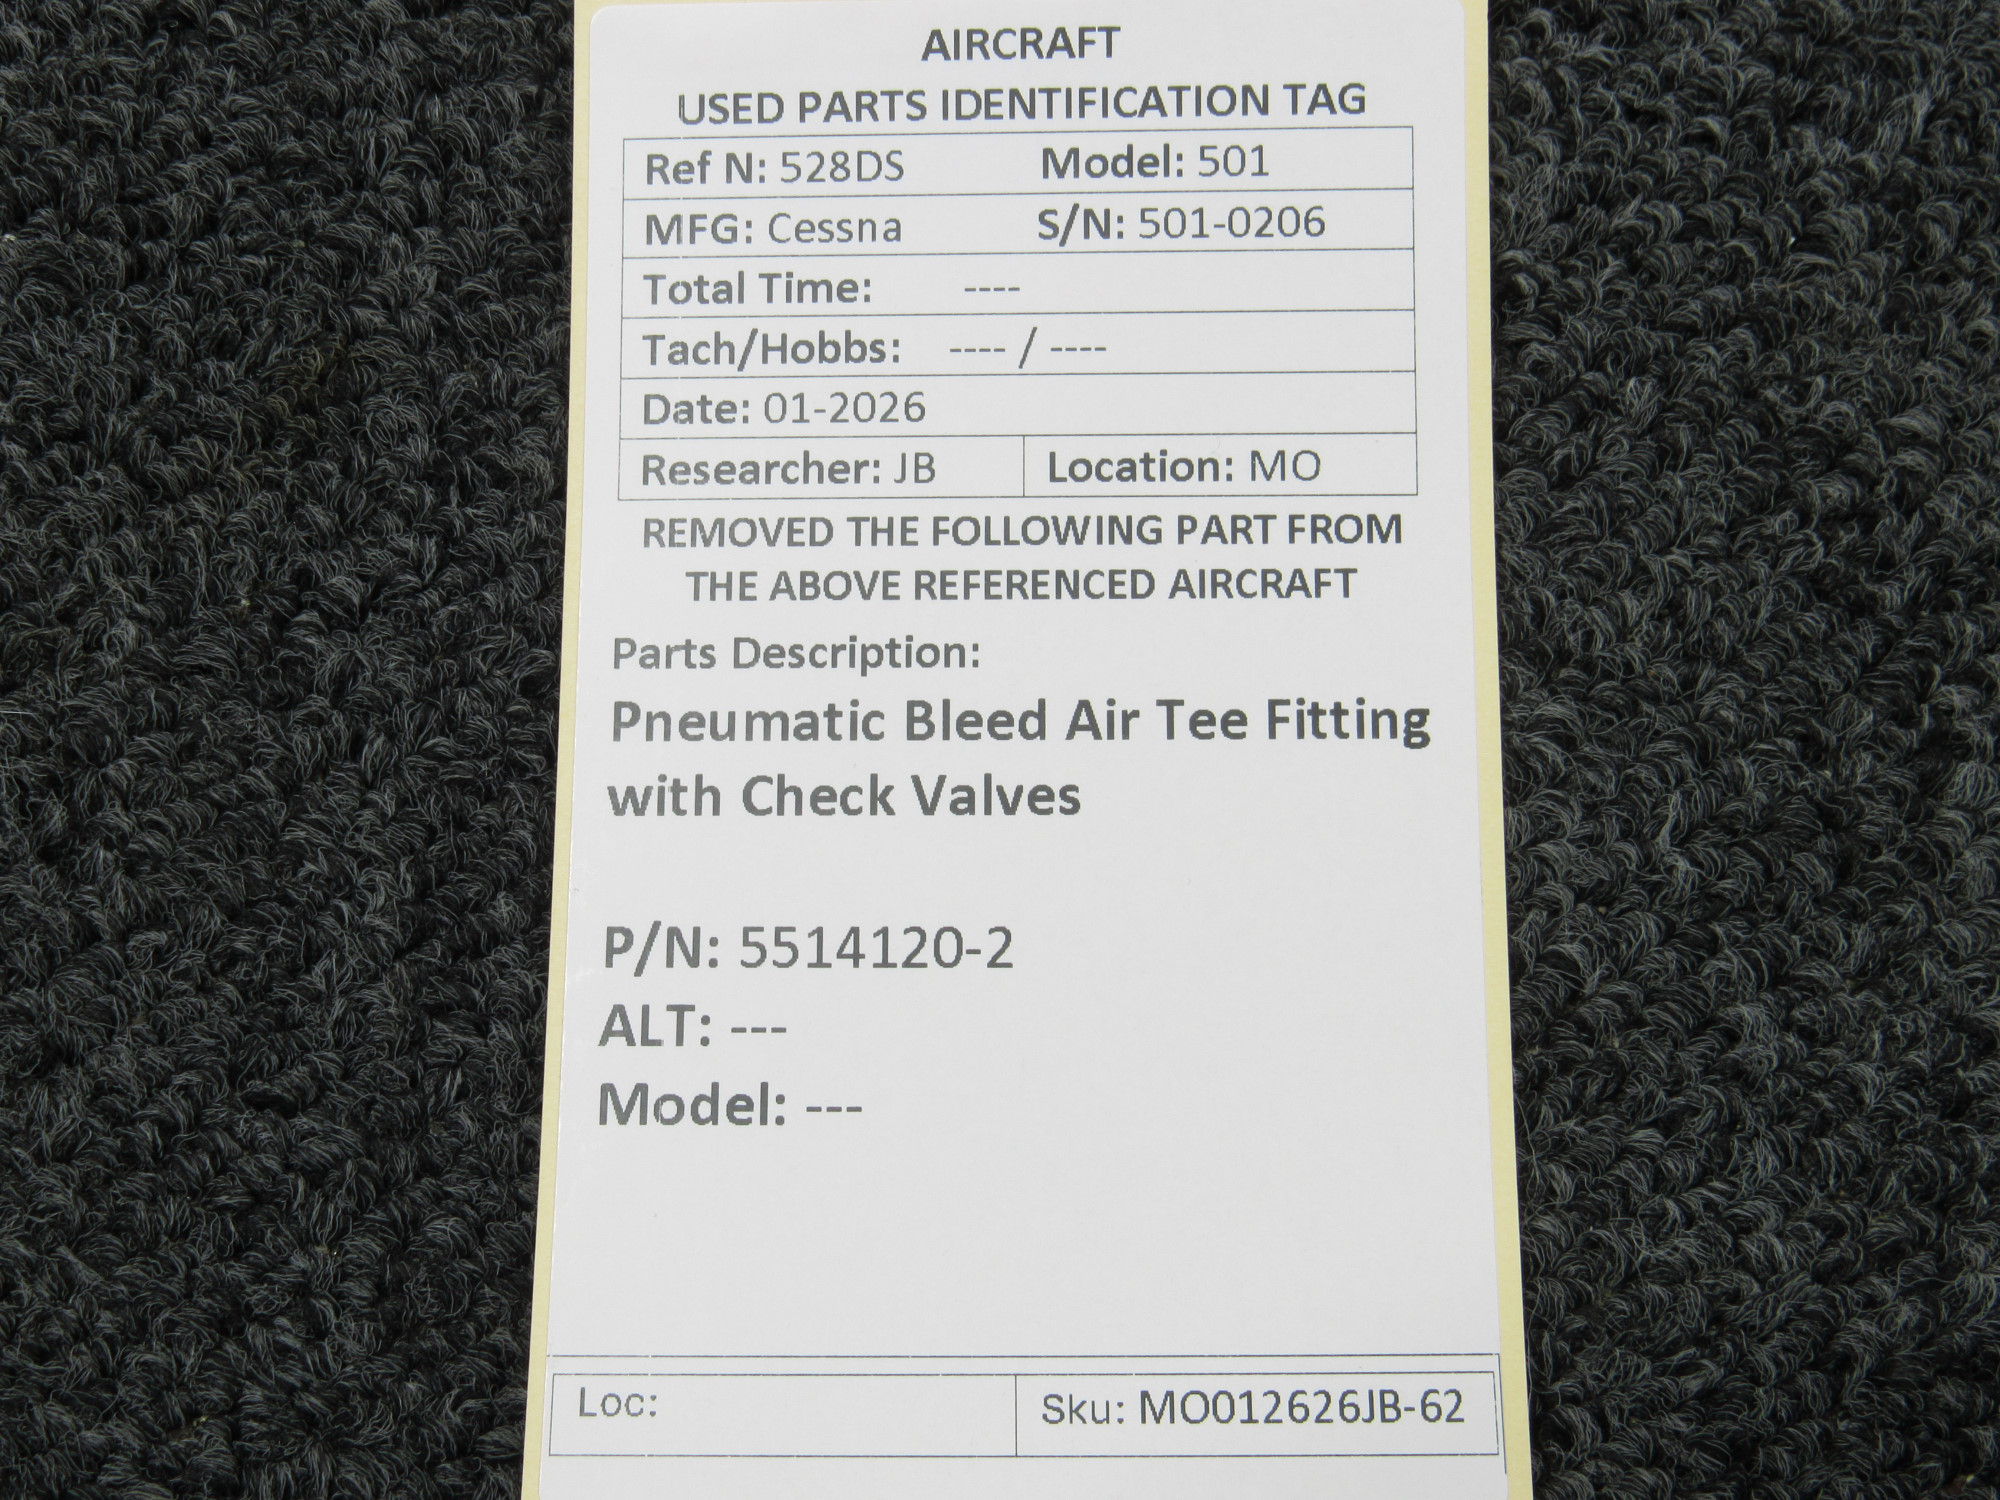 AIRCRAFT
USED PARTS IDENTIFICATION TAG
Ref N: 528DS Model: 501
MFG: Cessna S/N: 501-0206
Total Time: ----
Tach/Hobbs: ---- / ----
Date: 01-2026
Researcher: JB Location: MO
REMOVED THE FOLLOWING PART FROM
THE ABOVE REFERENCED AIRCRAFT
Parts Description:
Pneumatic Bleed Air Tee Fitting
with Check Valves
P/N: 5514120-2
ALT: ---
Model: ---
Loc: Sku: MO012626JB-62